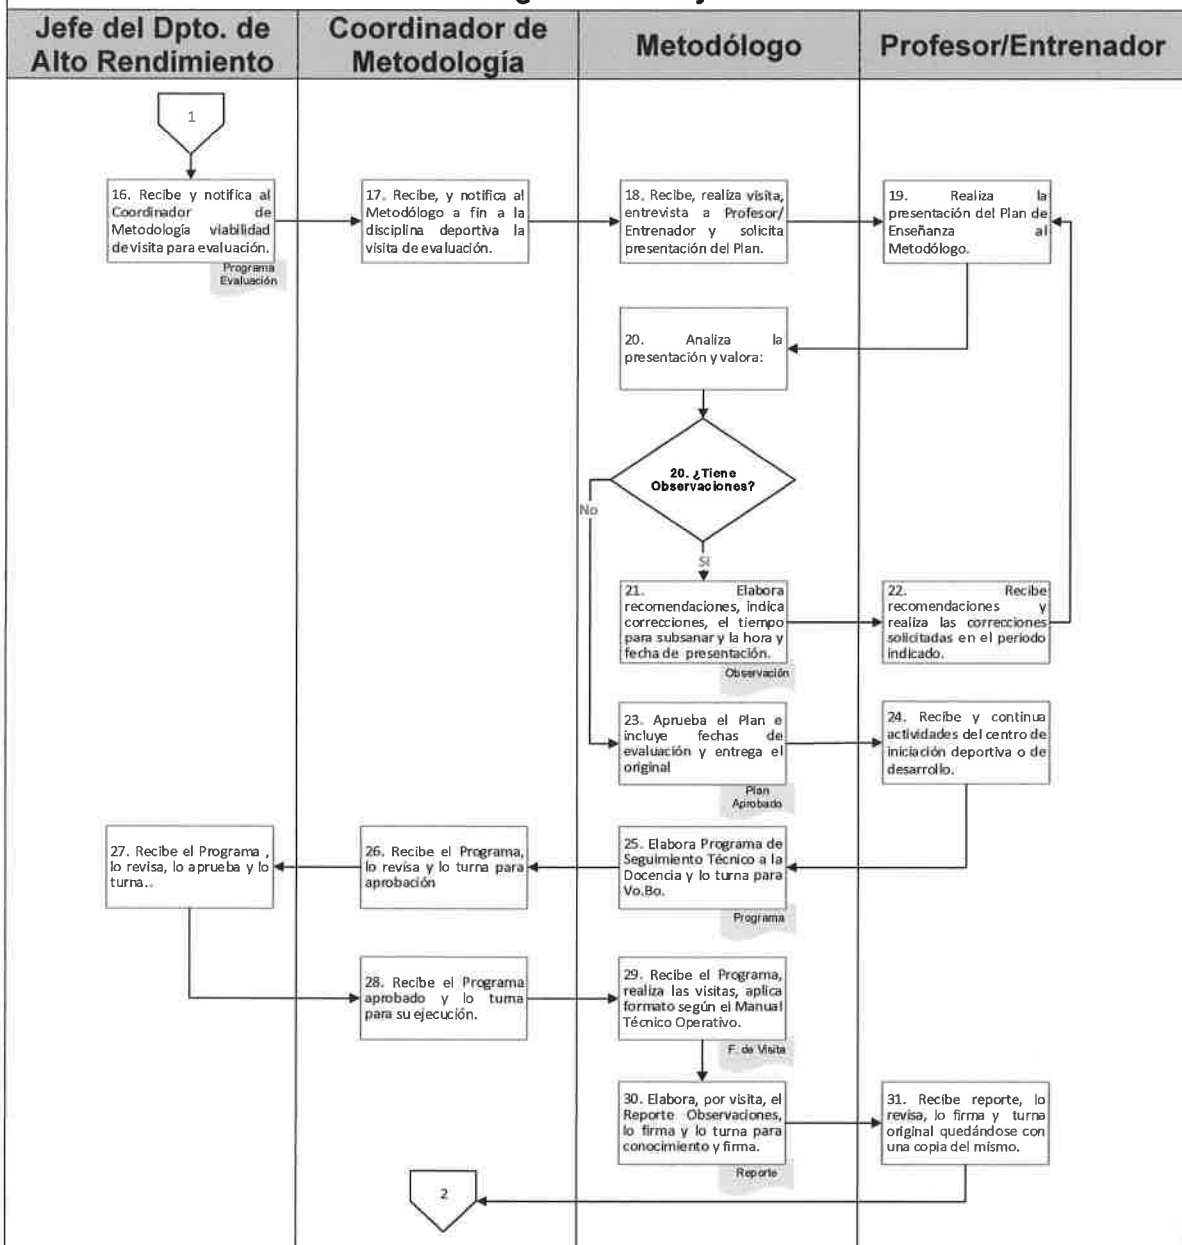 Jefe del Dpto. de
Alto Rendimiento
Coordinador de
Metodología
Metodólogo
Profesor/Entrenador
1
16. Recibe y notifica al
Coordinador de
Metodología viabilidad
de visita para evaluación.
Programa
Evaluación
17. Recibe, y notifica al
Metodólogo a fin a la
disciplina deportiva la
visita de evaluación.
18. Recibe, realiza visita,
entrevista a Profesor/
Entrenador y solicita
presentación del Plan.
19. Realiza la
presentación del Plan de
Enseñanza al
Metodólogo.
20. Analiza la
presentación y valora:
20. ¿Tiene
Observaciones?
No
Si
21. Elabora
recomendaciones, indica
correcciones, el tiempo
para subsanar y la hora y
fecha de presentación.
Observación
22. Recibe
recomendaciones y
realiza las correcciones
solicitadas en el periodo
indicado.
23. Aprueba el Plan e
incluye fechas de
evaluación y entrega el
original
Plan
Aprobado
24. Recibe y continua
actividades del centro de
iniciación deportiva o de
desarrollo.
27. Recibe el Programa ,
lo revisa, lo aprueba y lo
turna..
26. Recibe el Programa,
lo revisa y lo turna para
aprobación
25. Elabora Programa de
Seguimiento Técnico a la
Docencia y lo turna para
Vo.Bo.
Programa
28. Recibe el Programa
aprobado y lo turna
para su ejecución.
29. Recibe el Programa,
realiza las visitas, aplica
formato según el Manual
Técnico Operativo.
F. de Visita
30. Elabora, por visita, el
Reporte Observaciones,
lo firma y lo turna para
conocimiento y firma.
Reporte
31. Recibe reporte, lo
revisa, lo firma y turna
original quedándose con
una copia del mismo.
2